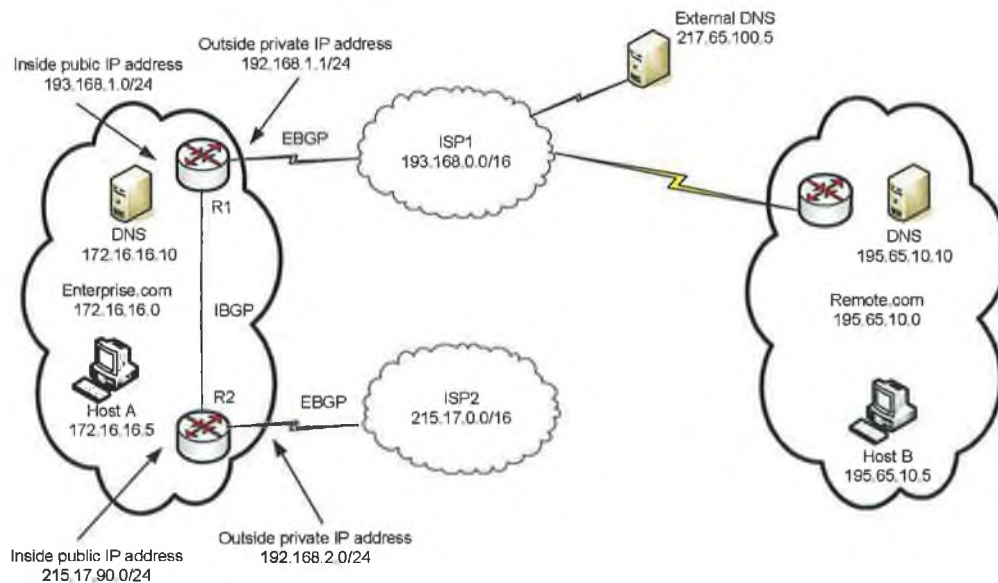 External DNS
217.65.100.5
Outside private IP address
192.168.1.1/24
Inside pubic IP address
193.168.1.0/24
EBGP
ISP1
193.168.0.0/16
R1
DNS
172.16.16.10
DNS
195.65.10.10
Enterprise.com
172.16.16.0
IBGP
Remote.com
195.65.10.0
R2
EBGP
ISP2
215.17.0.0/16
Host A
172.16.16.5
Host B
195.65.10.5
Outside private IP address
192.168.2.0/24
Inside public IP address
215.17.90.0/24